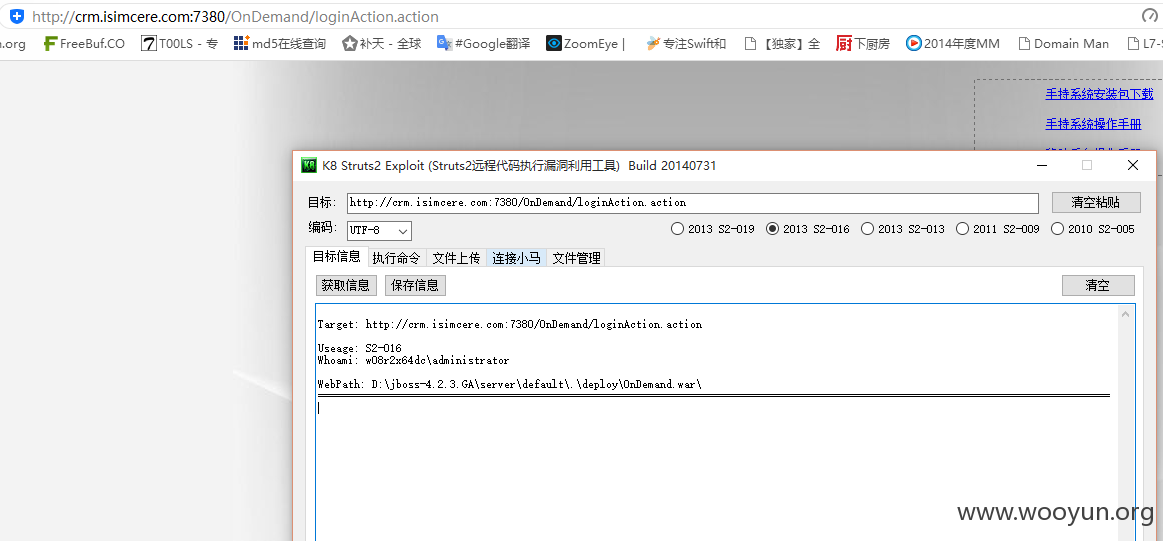 http://crm.isimcere.com:7380/OnDemand/loginAction.action
n.org FreeBuf.CO T00LS - 专 md5在线查询 补天 - 全球 #Google翻译 ZoomEye | 专注Swift和 【独家】全 下厨房 2014年度MM Domain Man L7-S
手持系统安装包下载
手持系统操作手册
K8 Struts2 Exploit (Struts2远程代码执行漏洞利用工具) Build 20140731
目标: http://crm.isimcere.com:7380/OnDemand/loginAction.action 清空粘贴
编码: UTF-8 2013 S2-019 2013 S2-016 2013 S2-013 2011 S2-009 2010 S2-005
目标信息 执行命令 文件上传 连接小马 文件管理
获取信息 保存信息 清空
Target: http://crm.isimcere.com:7380/OnDemand/loginAction.action
Useage: S2-016
Whoami: w08r2x64dc\administrator
WebPath: D:\jboss-4.2.3.GA\server\default\.\deploy\OnDemand.war\
www.wooyun.org